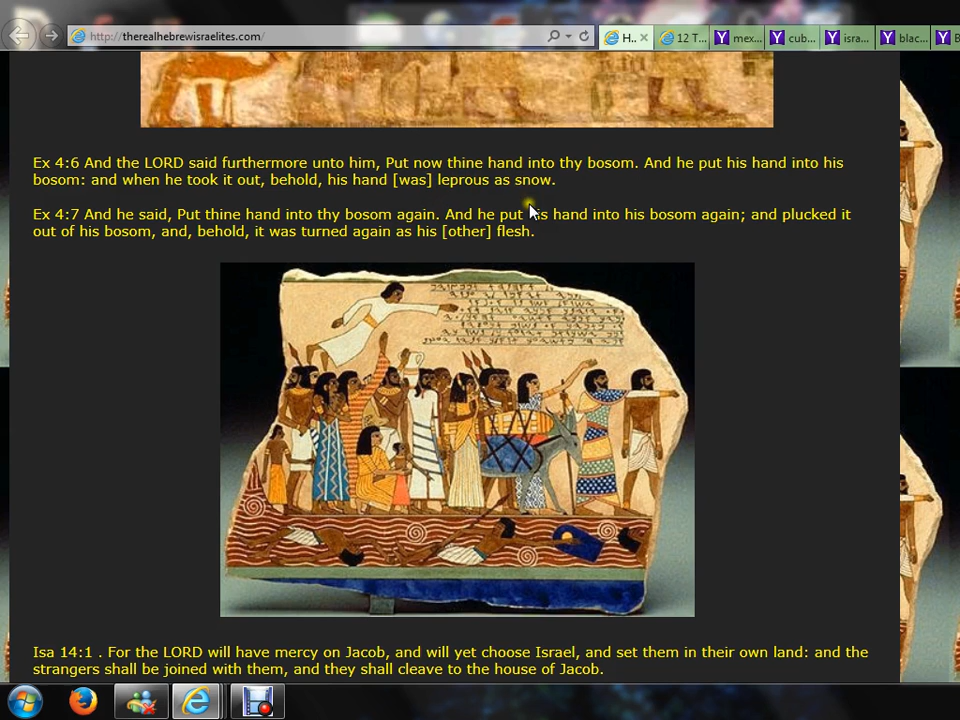 http://therealhebrewisraelites.com/
H...
12 T...
mex...
cub...
isra...
blac...
Ex 4:6 And the LORD said furthermore unto him, Put now thine hand into thy bosom. And he put his hand into his
bosom: and when he took it out, behold, his hand [was] leprous as snow.
Ex 4:7 And he said, Put thine hand into thy bosom again. And he put his hand into his bosom again; and plucked it
out of his bosom, and, behold, it was turned again as his [other] flesh.
Isa 14:1 . For the LORD will have mercy on Jacob, and will yet choose Israel, and set them in their own land: and the
strangers shall be joined with them, and they shall cleave to the house of Jacob.